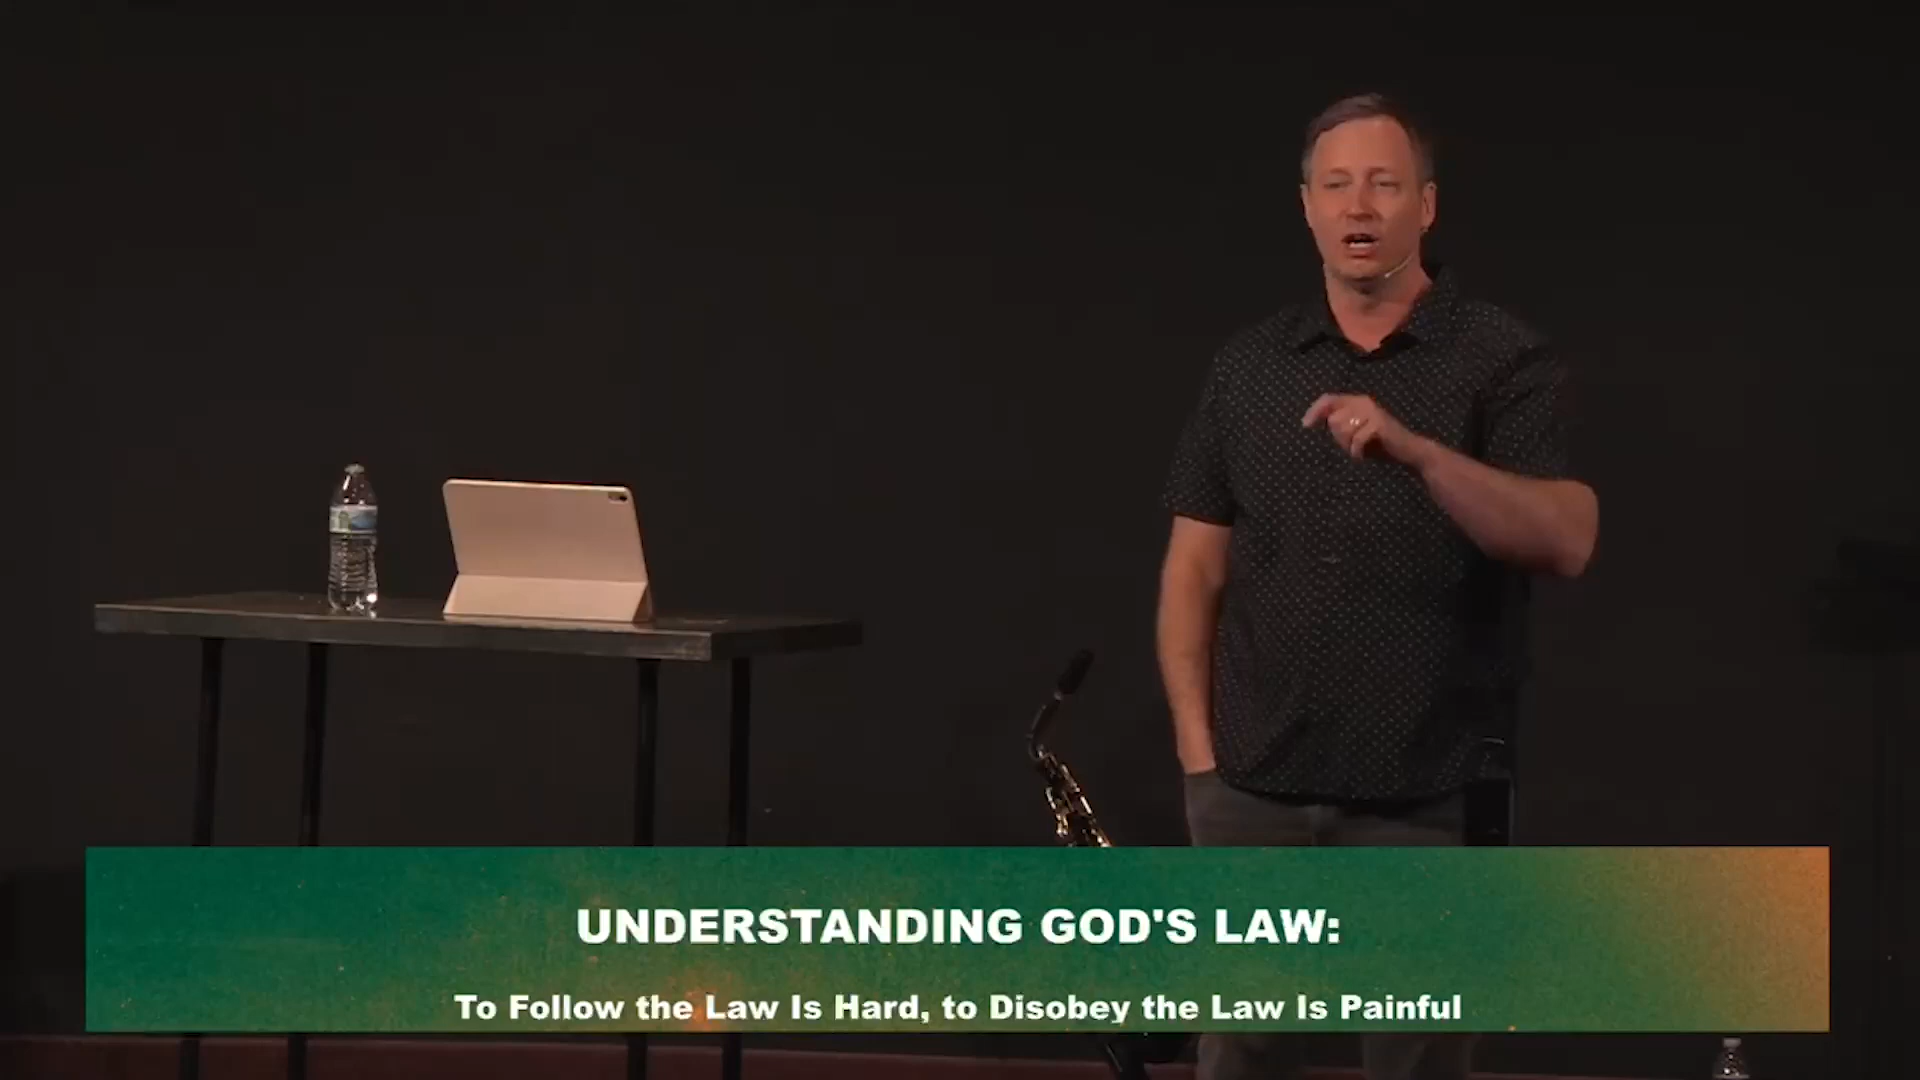 UNDERSTANDING GOD'S LAW:
To Follow the Law Is Hard, to Disobey the Law Is Painful